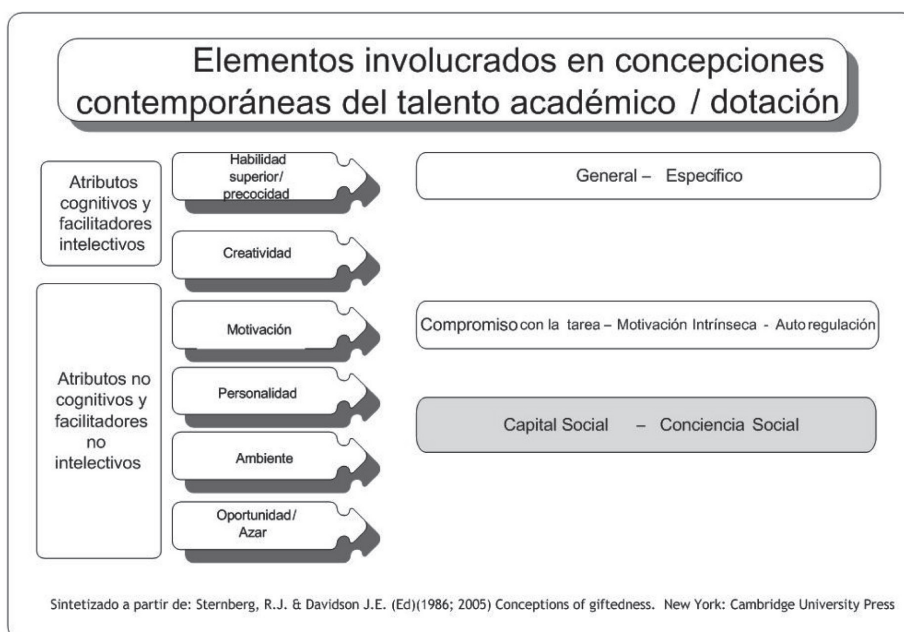 Elementos involucrados en concepciones
contemporáneas del talento académico / dotación
Atributos
cognitivos y
facilitadores
intelectivos
Habilidad
superior/
precocidad
General – Específico
Creatividad
Atributos no
cognitivos y
facilitadores
no
intelectivos
Motivación
Compromiso con la tarea – Motivación Intrínseca - Auto regulación
Personalidad
Capital Social – Conciencia Social
Ambiente
Oportunidad/
Azar
Sintetizado a partir de: Sternberg, R.J. & Davidson J.E. (Ed)(1986; 2005) Conceptions of giftedness. New York: Cambridge University Press